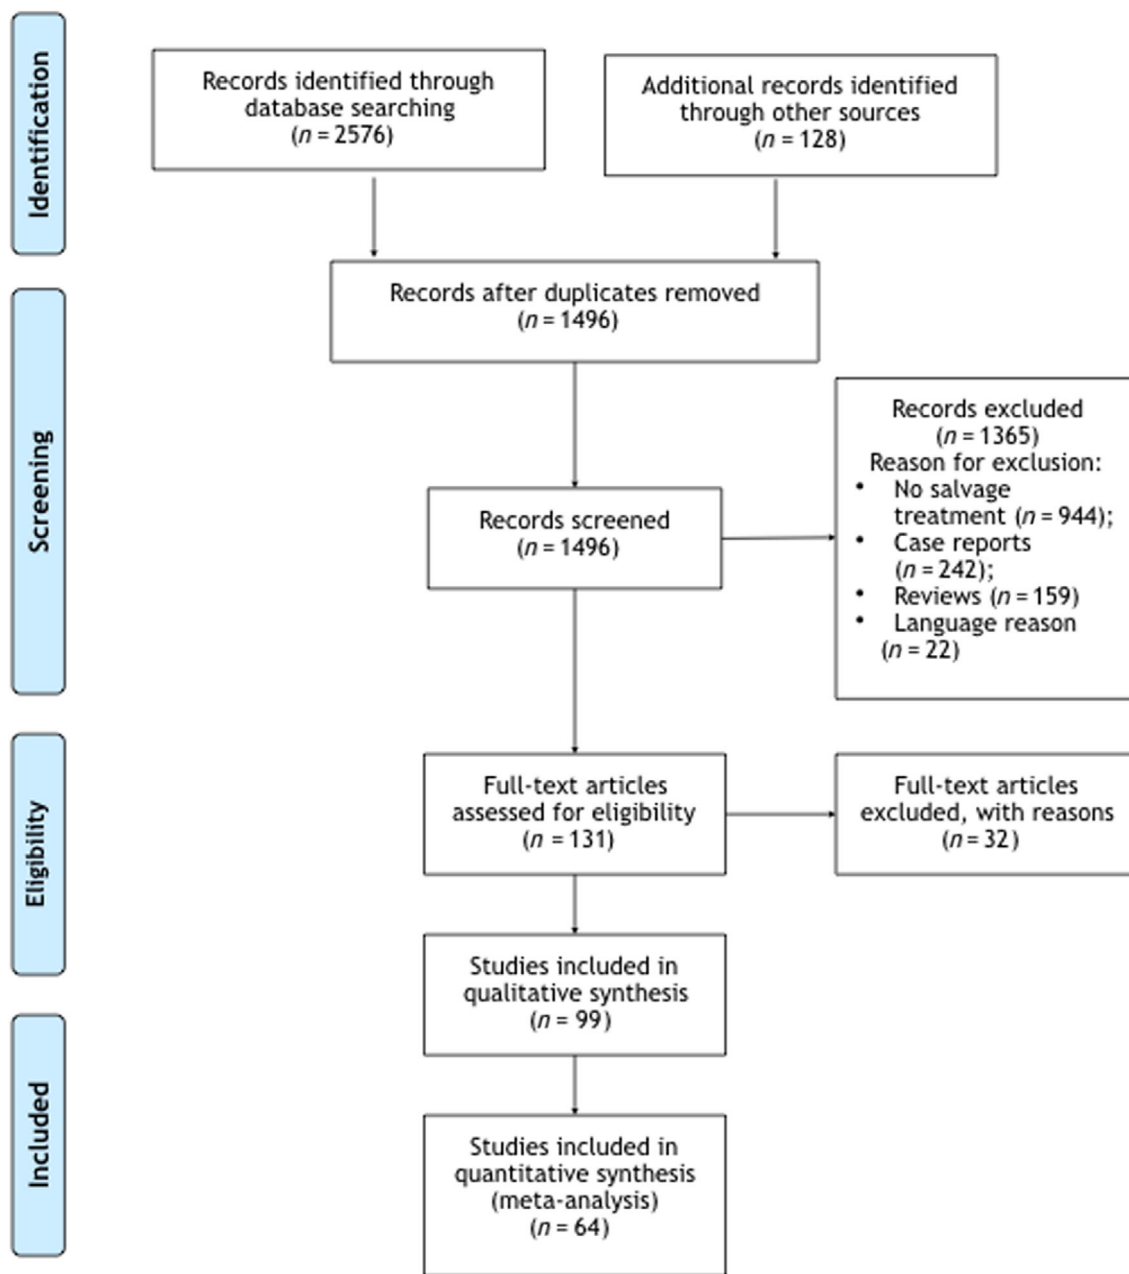 Identification
Records identified through
database searching
(n = 2576)
Additional records identified
through other sources
(n = 128)
Records after duplicates removed
(n = 1496)
Screening
Records screened
(n = 1496)
Records excluded
(n = 1365)
Reason for exclusion:
• No salvage
treatment (n = 944);
• Case reports
(n = 242);
• Reviews (n = 159)
• Language reason
(n = 22)
Eligibility
Full-text articles
assessed for eligibility
(n = 131)
Full-text articles
excluded, with reasons
(n = 32)
Studies included in
qualitative synthesis
(n = 99)
Included
Studies included in
quantitative synthesis
(meta-analysis)
(n = 64)